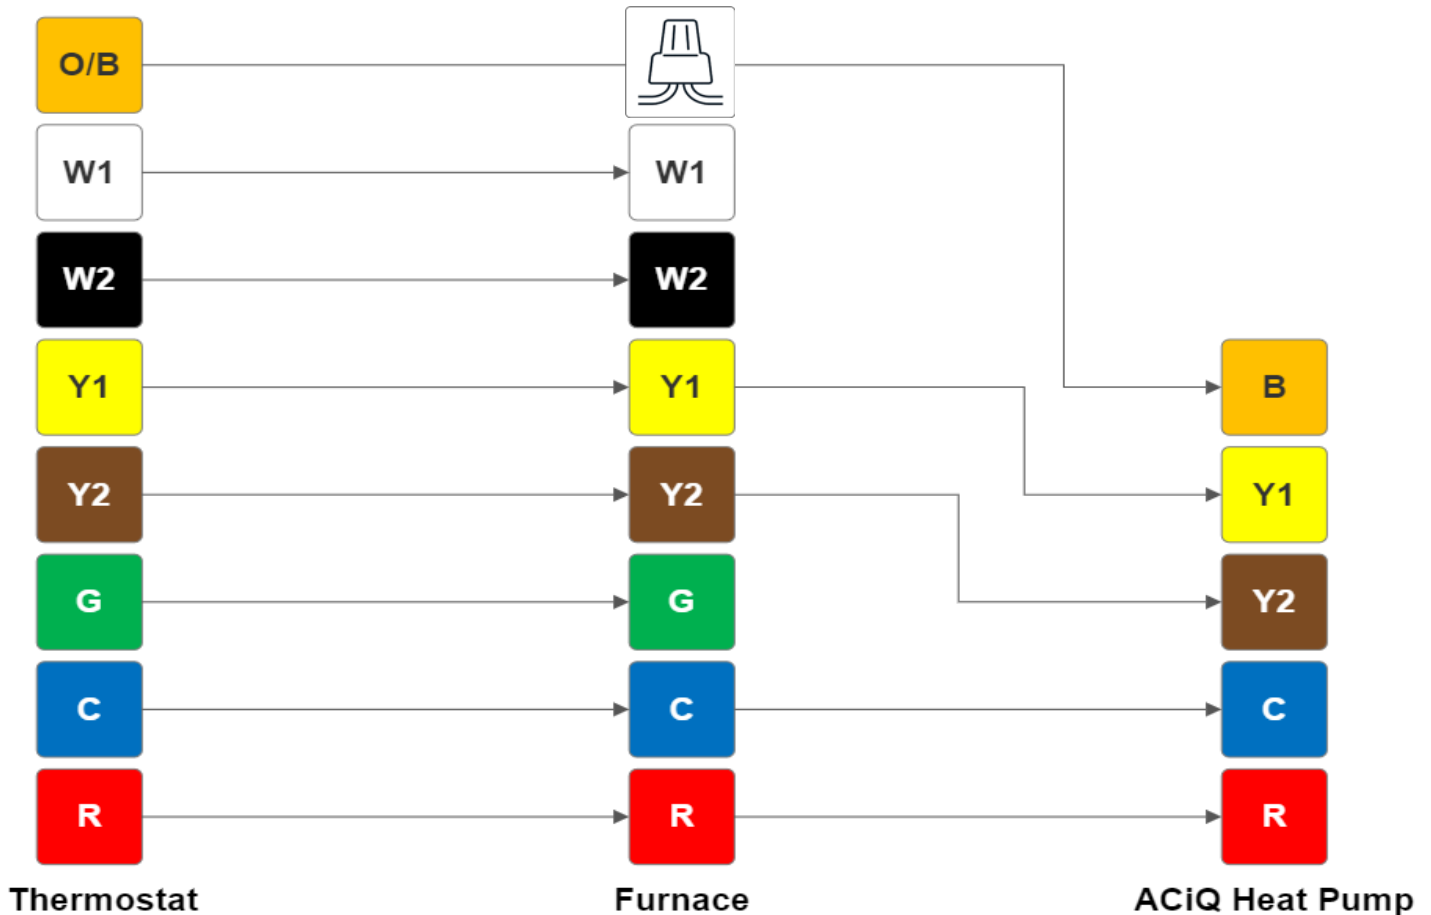 O/B
W1 W1
W2 W2
Y1 Y1 B
Y2 Y2 Y1
G G Y2
C C C
R R R
Thermostat Furnace ACiQ Heat Pump